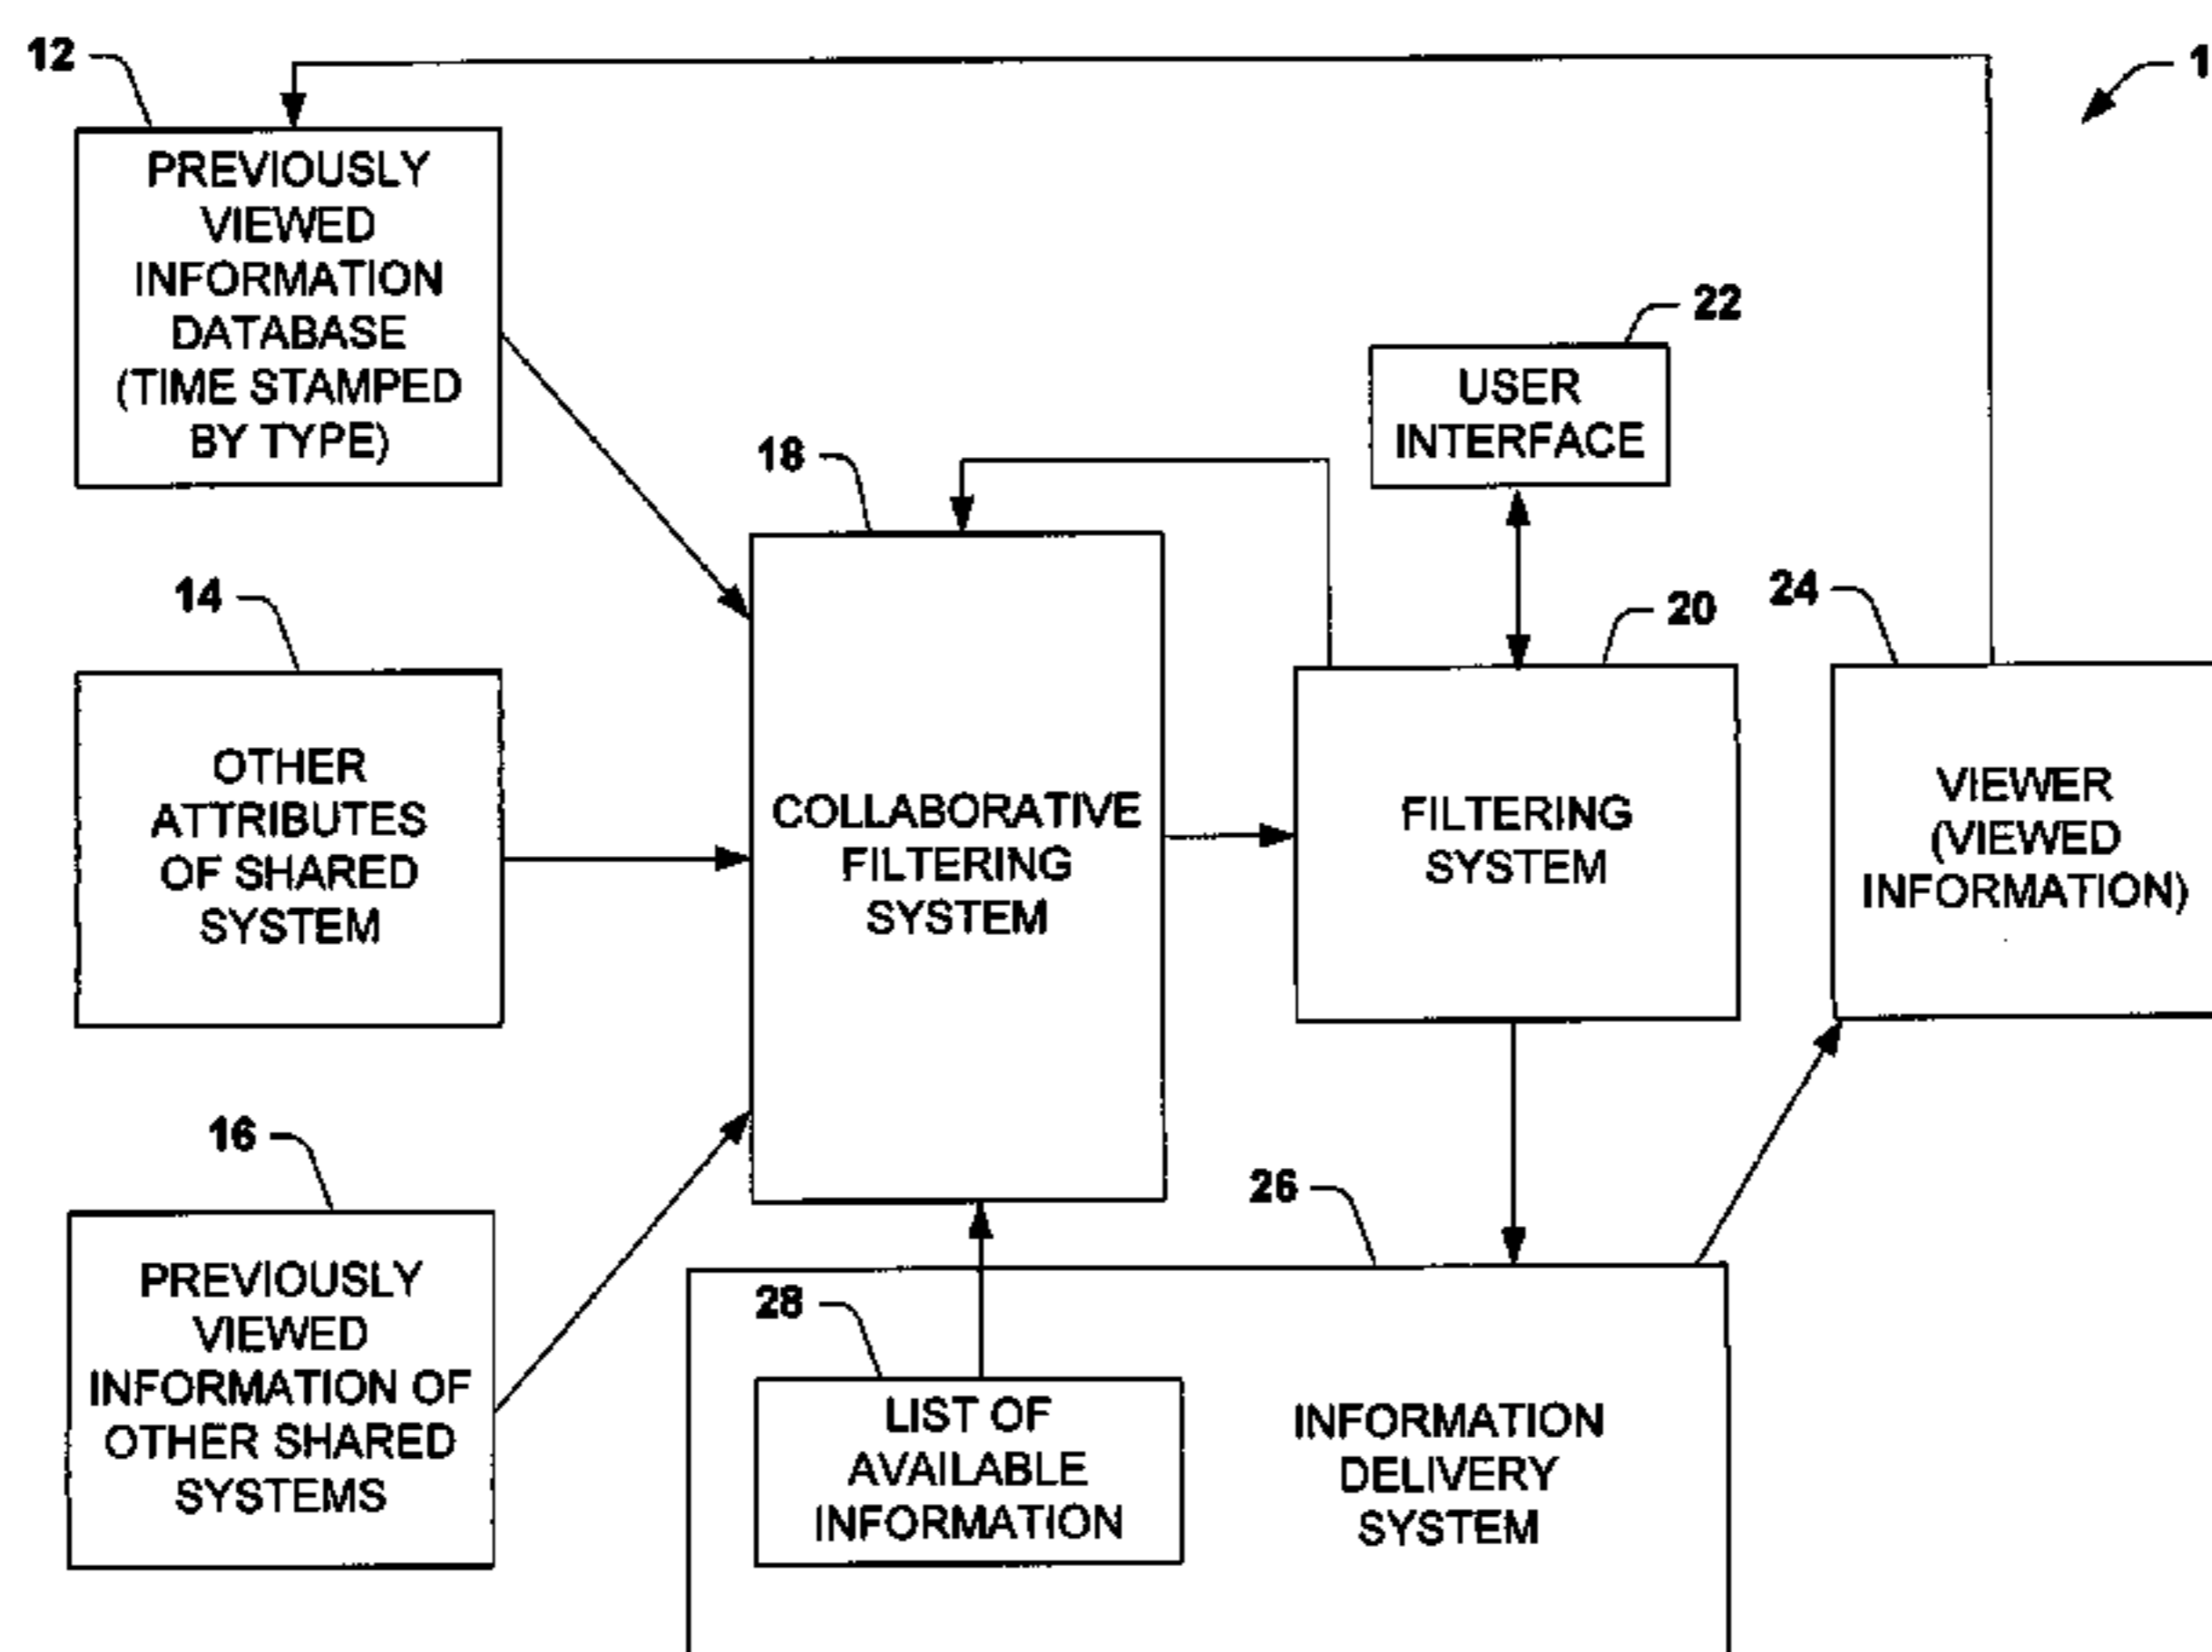 12
1
PREVIOUSLY
VIEWED
INFORMATION
DATABASE
(TIME STAMPED
BY TYPE)
22
USER
INTERFACE
18
14
20
24
OTHER
ATTRIBUTES
OF SHARED
SYSTEM
COLLABORATIVE
FILTERING
SYSTEM
FILTERING
SYSTEM
VIEWER
(VIEWED
INFORMATION)
16
26
PREVIOUSLY
VIEWED
INFORMATION OF
OTHER SHARED
SYSTEMS
28
LIST OF
AVAILABLE
INFORMATION
INFORMATION
DELIVERY
SYSTEM